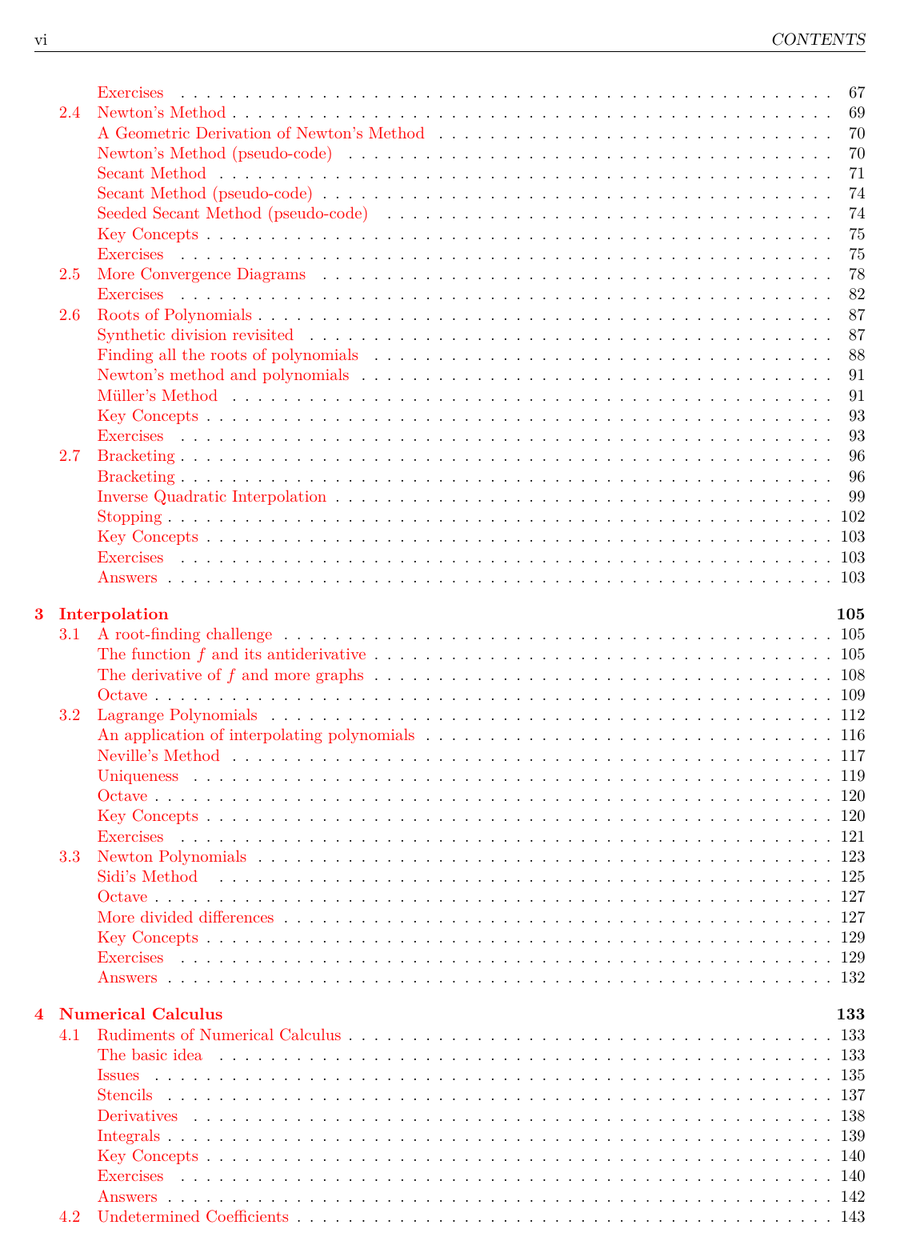 vi CONTENTS
Exercises . . . . . . . . . . . . . . . . . . . . . . . . . . . . . . . . . . . . . . . . . . . . . . . . . . . 67
2.4 Newton's Method . . . . . . . . . . . . . . . . . . . . . . . . . . . . . . . . . . . . . . . . . . . . . . . 69
A Geometric Derivation of Newton's Method . . . . . . . . . . . . . . . . . . . . . . . . . . . . . . . 70
Newton's Method (pseudo-code) . . . . . . . . . . . . . . . . . . . . . . . . . . . . . . . . . . . . . . 70
Secant Method . . . . . . . . . . . . . . . . . . . . . . . . . . . . . . . . . . . . . . . . . . . . . . . . 71
Secant Method (pseudo-code) . . . . . . . . . . . . . . . . . . . . . . . . . . . . . . . . . . . . . . . . 74
Seeded Secant Method (pseudo-code) . . . . . . . . . . . . . . . . . . . . . . . . . . . . . . . . . . . 74
Key Concepts . . . . . . . . . . . . . . . . . . . . . . . . . . . . . . . . . . . . . . . . . . . . . . . . . 75
Exercises . . . . . . . . . . . . . . . . . . . . . . . . . . . . . . . . . . . . . . . . . . . . . . . . . . . 75
2.5 More Convergence Diagrams . . . . . . . . . . . . . . . . . . . . . . . . . . . . . . . . . . . . . . . . 78
Exercises . . . . . . . . . . . . . . . . . . . . . . . . . . . . . . . . . . . . . . . . . . . . . . . . . . . 82
2.6 Roots of Polynomials . . . . . . . . . . . . . . . . . . . . . . . . . . . . . . . . . . . . . . . . . . . . . 87
Synthetic division revisited . . . . . . . . . . . . . . . . . . . . . . . . . . . . . . . . . . . . . . . . . 87
Finding all the roots of polynomials . . . . . . . . . . . . . . . . . . . . . . . . . . . . . . . . . . . . 88
Newton's method and polynomials . . . . . . . . . . . . . . . . . . . . . . . . . . . . . . . . . . . . . 91
Müller's Method . . . . . . . . . . . . . . . . . . . . . . . . . . . . . . . . . . . . . . . . . . . . . . . 91
Key Concepts . . . . . . . . . . . . . . . . . . . . . . . . . . . . . . . . . . . . . . . . . . . . . . . . . 93
Exercises . . . . . . . . . . . . . . . . . . . . . . . . . . . . . . . . . . . . . . . . . . . . . . . . . . . 93
2.7 Bracketing . . . . . . . . . . . . . . . . . . . . . . . . . . . . . . . . . . . . . . . . . . . . . . . . . . . 96
Bracketing . . . . . . . . . . . . . . . . . . . . . . . . . . . . . . . . . . . . . . . . . . . . . . . . . . . 96
Inverse Quadratic Interpolation . . . . . . . . . . . . . . . . . . . . . . . . . . . . . . . . . . . . . . . 99
Stopping . . . . . . . . . . . . . . . . . . . . . . . . . . . . . . . . . . . . . . . . . . . . . . . . . . . . 102
Key Concepts . . . . . . . . . . . . . . . . . . . . . . . . . . . . . . . . . . . . . . . . . . . . . . . . . 103
Exercises . . . . . . . . . . . . . . . . . . . . . . . . . . . . . . . . . . . . . . . . . . . . . . . . . . . 103
Answers . . . . . . . . . . . . . . . . . . . . . . . . . . . . . . . . . . . . . . . . . . . . . . . . . . . . 103
3 Interpolation 105
3.1 A root-finding challenge . . . . . . . . . . . . . . . . . . . . . . . . . . . . . . . . . . . . . . . . . . . 105
The function f and its antiderivative . . . . . . . . . . . . . . . . . . . . . . . . . . . . . . . . . . . . 105
The derivative of f and more graphs . . . . . . . . . . . . . . . . . . . . . . . . . . . . . . . . . . . . 108
Octave . . . . . . . . . . . . . . . . . . . . . . . . . . . . . . . . . . . . . . . . . . . . . . . . . . . . . 109
3.2 Lagrange Polynomials . . . . . . . . . . . . . . . . . . . . . . . . . . . . . . . . . . . . . . . . . . . . 112
An application of interpolating polynomials . . . . . . . . . . . . . . . . . . . . . . . . . . . . . . . . 116
Neville's Method . . . . . . . . . . . . . . . . . . . . . . . . . . . . . . . . . . . . . . . . . . . . . . . 117
Uniqueness . . . . . . . . . . . . . . . . . . . . . . . . . . . . . . . . . . . . . . . . . . . . . . . . . . 119
Octave . . . . . . . . . . . . . . . . . . . . . . . . . . . . . . . . . . . . . . . . . . . . . . . . . . . . . 120
Key Concepts . . . . . . . . . . . . . . . . . . . . . . . . . . . . . . . . . . . . . . . . . . . . . . . . . 120
Exercises . . . . . . . . . . . . . . . . . . . . . . . . . . . . . . . . . . . . . . . . . . . . . . . . . . . 121
3.3 Newton Polynomials . . . . . . . . . . . . . . . . . . . . . . . . . . . . . . . . . . . . . . . . . . . . . 123
Sidi's Method . . . . . . . . . . . . . . . . . . . . . . . . . . . . . . . . . . . . . . . . . . . . . . . . 125
Octave . . . . . . . . . . . . . . . . . . . . . . . . . . . . . . . . . . . . . . . . . . . . . . . . . . . . . 127
More divided differences . . . . . . . . . . . . . . . . . . . . . . . . . . . . . . . . . . . . . . . . . . . 127
Key Concepts . . . . . . . . . . . . . . . . . . . . . . . . . . . . . . . . . . . . . . . . . . . . . . . . . 129
Exercises . . . . . . . . . . . . . . . . . . . . . . . . . . . . . . . . . . . . . . . . . . . . . . . . . . . 129
Answers . . . . . . . . . . . . . . . . . . . . . . . . . . . . . . . . . . . . . . . . . . . . . . . . . . . . 132
4 Numerical Calculus 133
4.1 Rudiments of Numerical Calculus . . . . . . . . . . . . . . . . . . . . . . . . . . . . . . . . . . . . . . 133
The basic idea . . . . . . . . . . . . . . . . . . . . . . . . . . . . . . . . . . . . . . . . . . . . . . . . 133
Issues . . . . . . . . . . . . . . . . . . . . . . . . . . . . . . . . . . . . . . . . . . . . . . . . . . . . . 135
Stencils . . . . . . . . . . . . . . . . . . . . . . . . . . . . . . . . . . . . . . . . . . . . . . . . . . . . 137
Derivatives . . . . . . . . . . . . . . . . . . . . . . . . . . . . . . . . . . . . . . . . . . . . . . . . . . 138
Integrals . . . . . . . . . . . . . . . . . . . . . . . . . . . . . . . . . . . . . . . . . . . . . . . . . . . . 139
Key Concepts . . . . . . . . . . . . . . . . . . . . . . . . . . . . . . . . . . . . . . . . . . . . . . . . . 140
Exercises . . . . . . . . . . . . . . . . . . . . . . . . . . . . . . . . . . . . . . . . . . . . . . . . . . . 140
Answers . . . . . . . . . . . . . . . . . . . . . . . . . . . . . . . . . . . . . . . . . . . . . . . . . . . . 142
4.2 Undetermined Coefficients . . . . . . . . . . . . . . . . . . . . . . . . . . . . . . . . . . . . . . . . . . 143